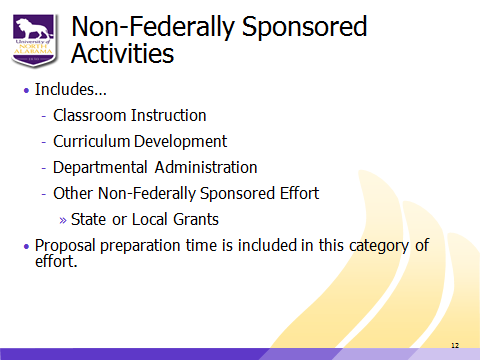 Non-Federally Sponsored
Activities
University of
NORTH
ALABAMA
• Includes…
- Classroom Instruction
- Curriculum Development
- Departmental Administration
- Other Non-Federally Sponsored Effort
» State or Local Grants
• Proposal preparation time is included in this category of
effort.
12